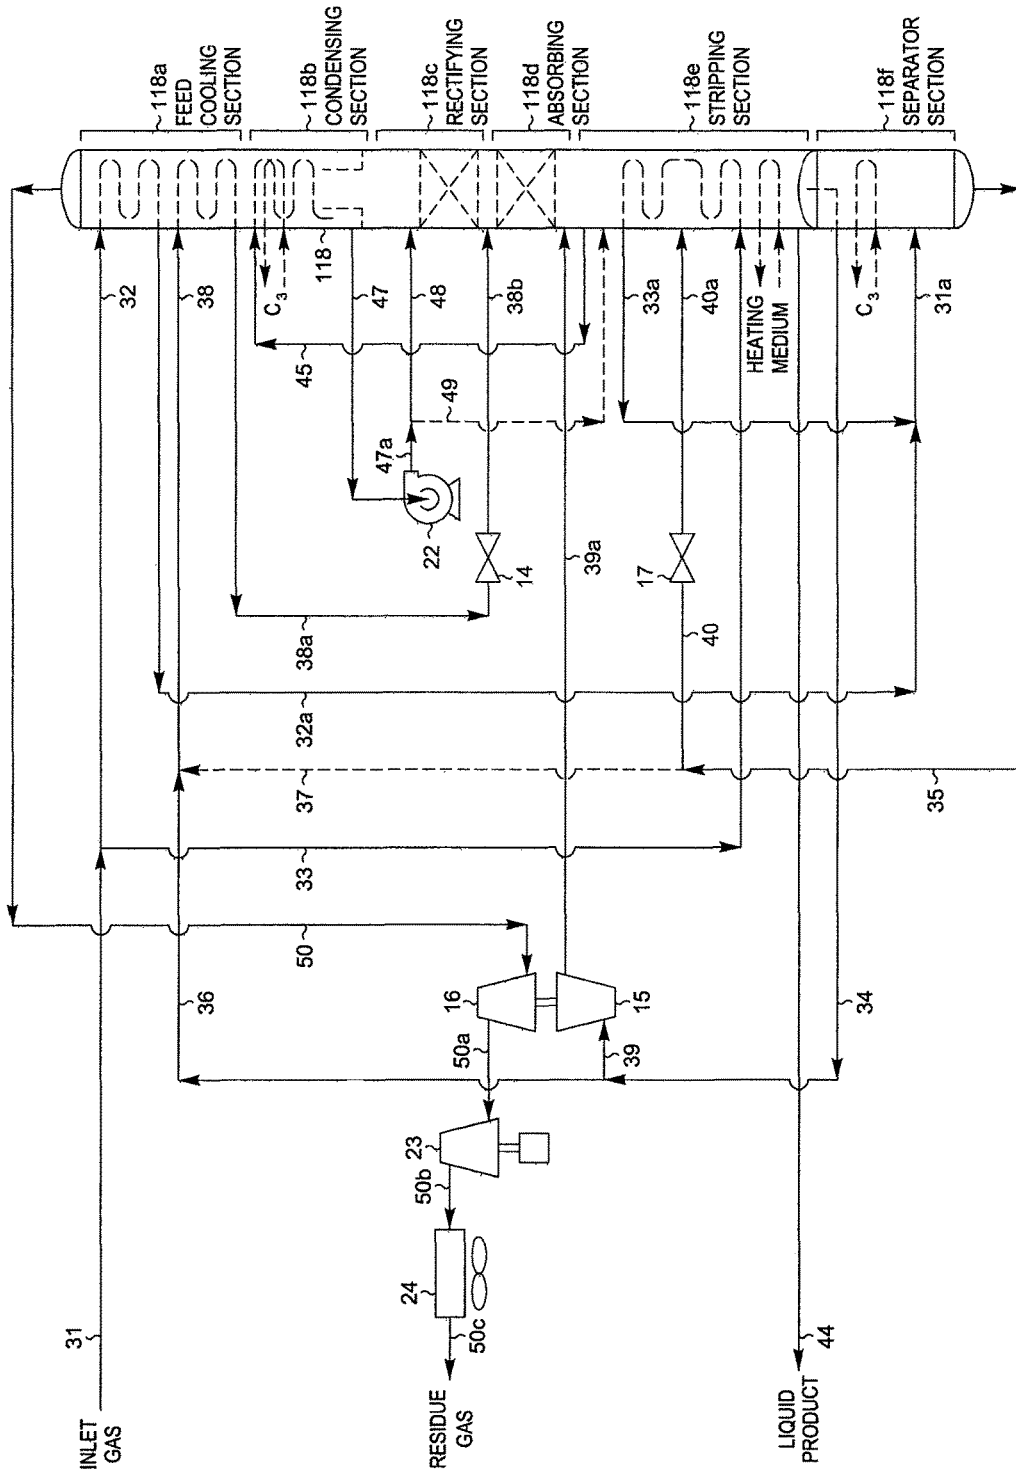 118a
FEED
COOLING
SECTION
118b
CONDENSING
SECTION
118c
RECTIFYING
SECTION
118d
ABSORBING
SECTION
118e
STRIPPING
SECTION
118f
SEPARATOR
SECTION
32
38
C3
118
47
48
38b
33a
40a
HEATING
MEDIUM
C3
31a
45
49
47a
22
14
39a
17
38a
40
32a
37
35
33
50
36
16
15
34
50a
39
23
50b
24
50c
31
44
INLET
GAS
RESIDUE
GAS
LIQUID
PRODUCT